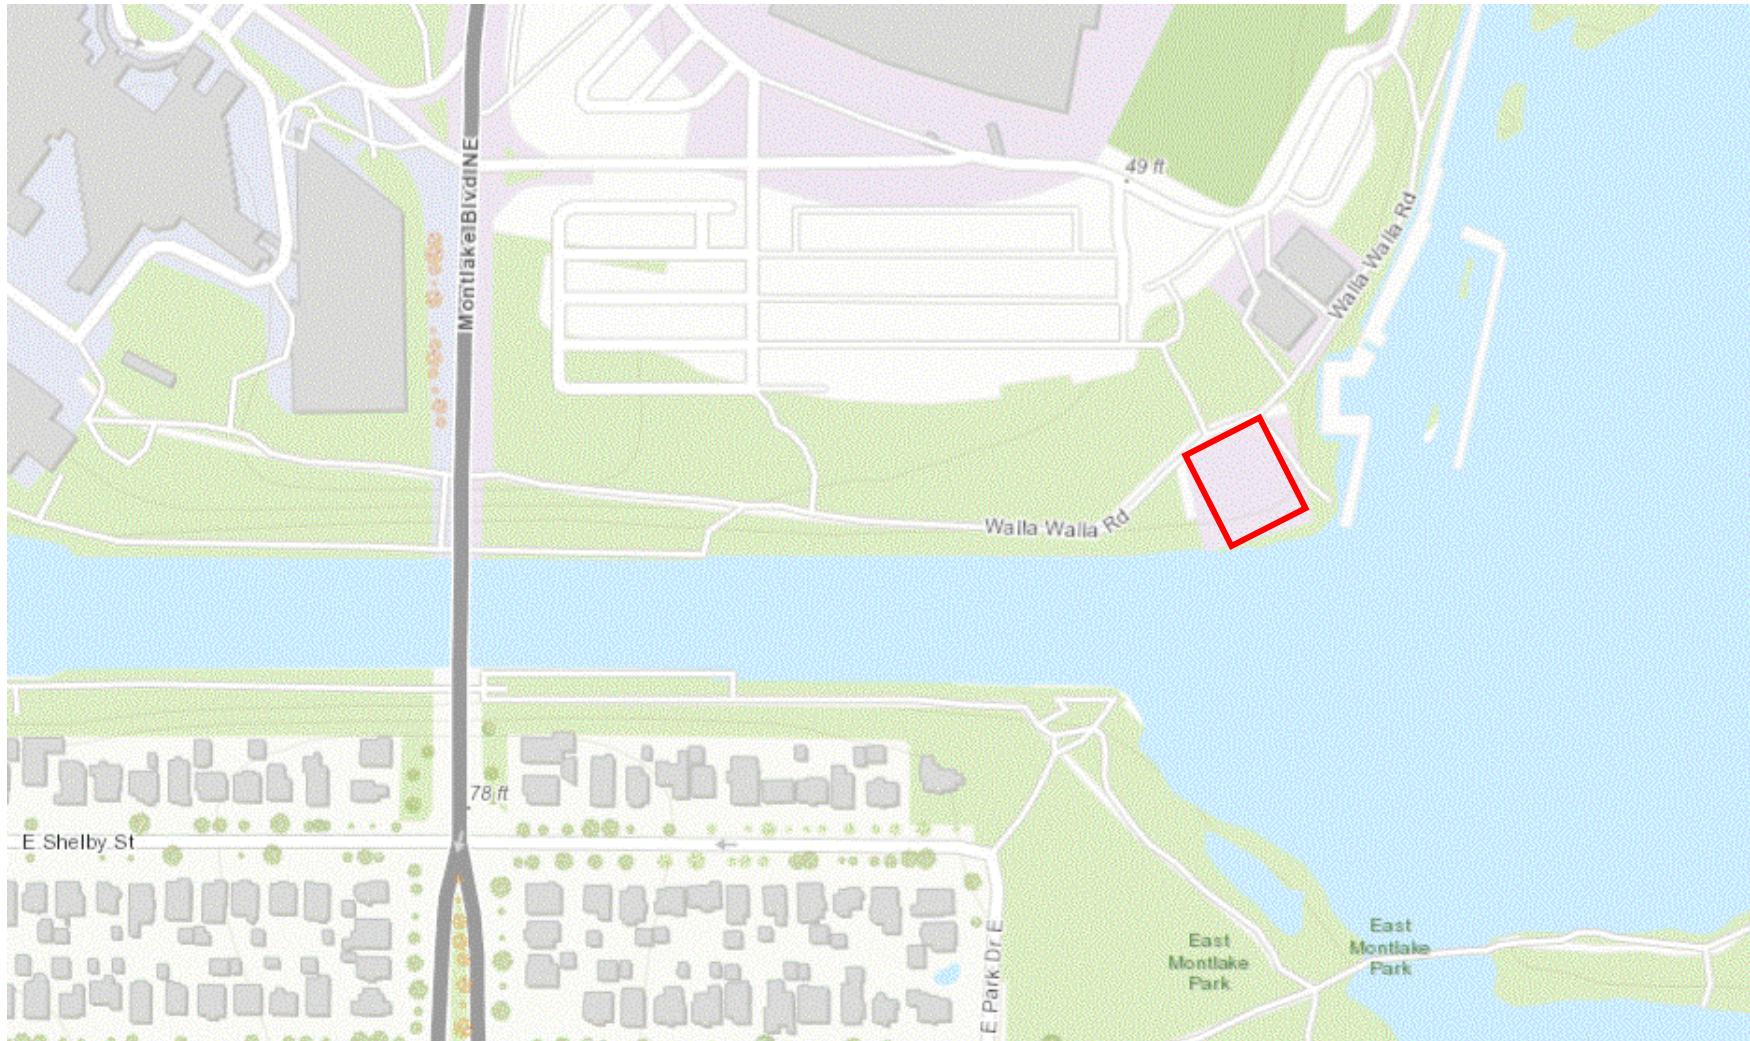 49 ft
Montlake Blvd NE
Walla Walla Rd
Walla Walla Rd
78 ft
E Shelby St
E Park Dr E
East
Montlake
Park
East
Montlake
Park